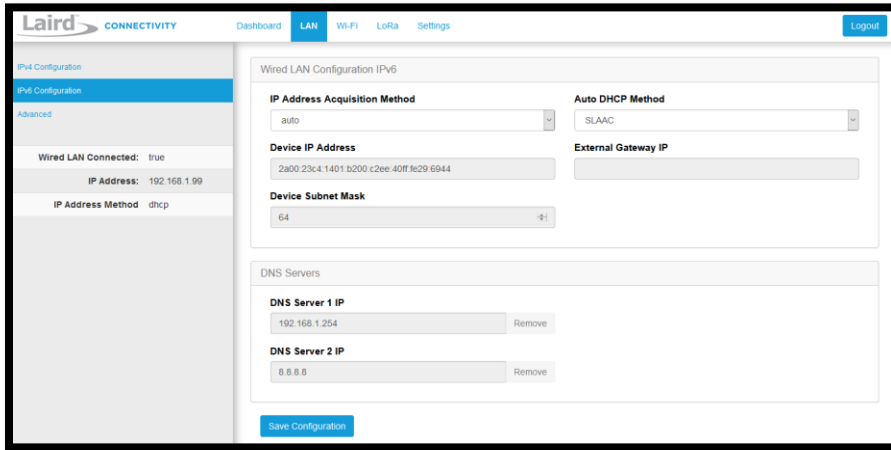 Laird CONNECTIVITY
Dashboard LAN Wi-Fi LoRa Settings Logout
IPv4 Configuration
IPv6 Configuration
Advanced
Wired LAN Connected: true
IP Address: 192.168.1.99
IP Address Method dhcp
Wired LAN Configuration IPv6
IP Address Acquisition Method Auto DHCP Method
auto SLAAC
Device IP Address External Gateway IP
2a00:23c4:1401:b200:c2ee:40ff:fe29:6944
Device Subnet Mask
64
DNS Servers
DNS Server 1 IP
192.168.1.254 Remove
DNS Server 2 IP
8.8.8.8 Remove
Save Configuration